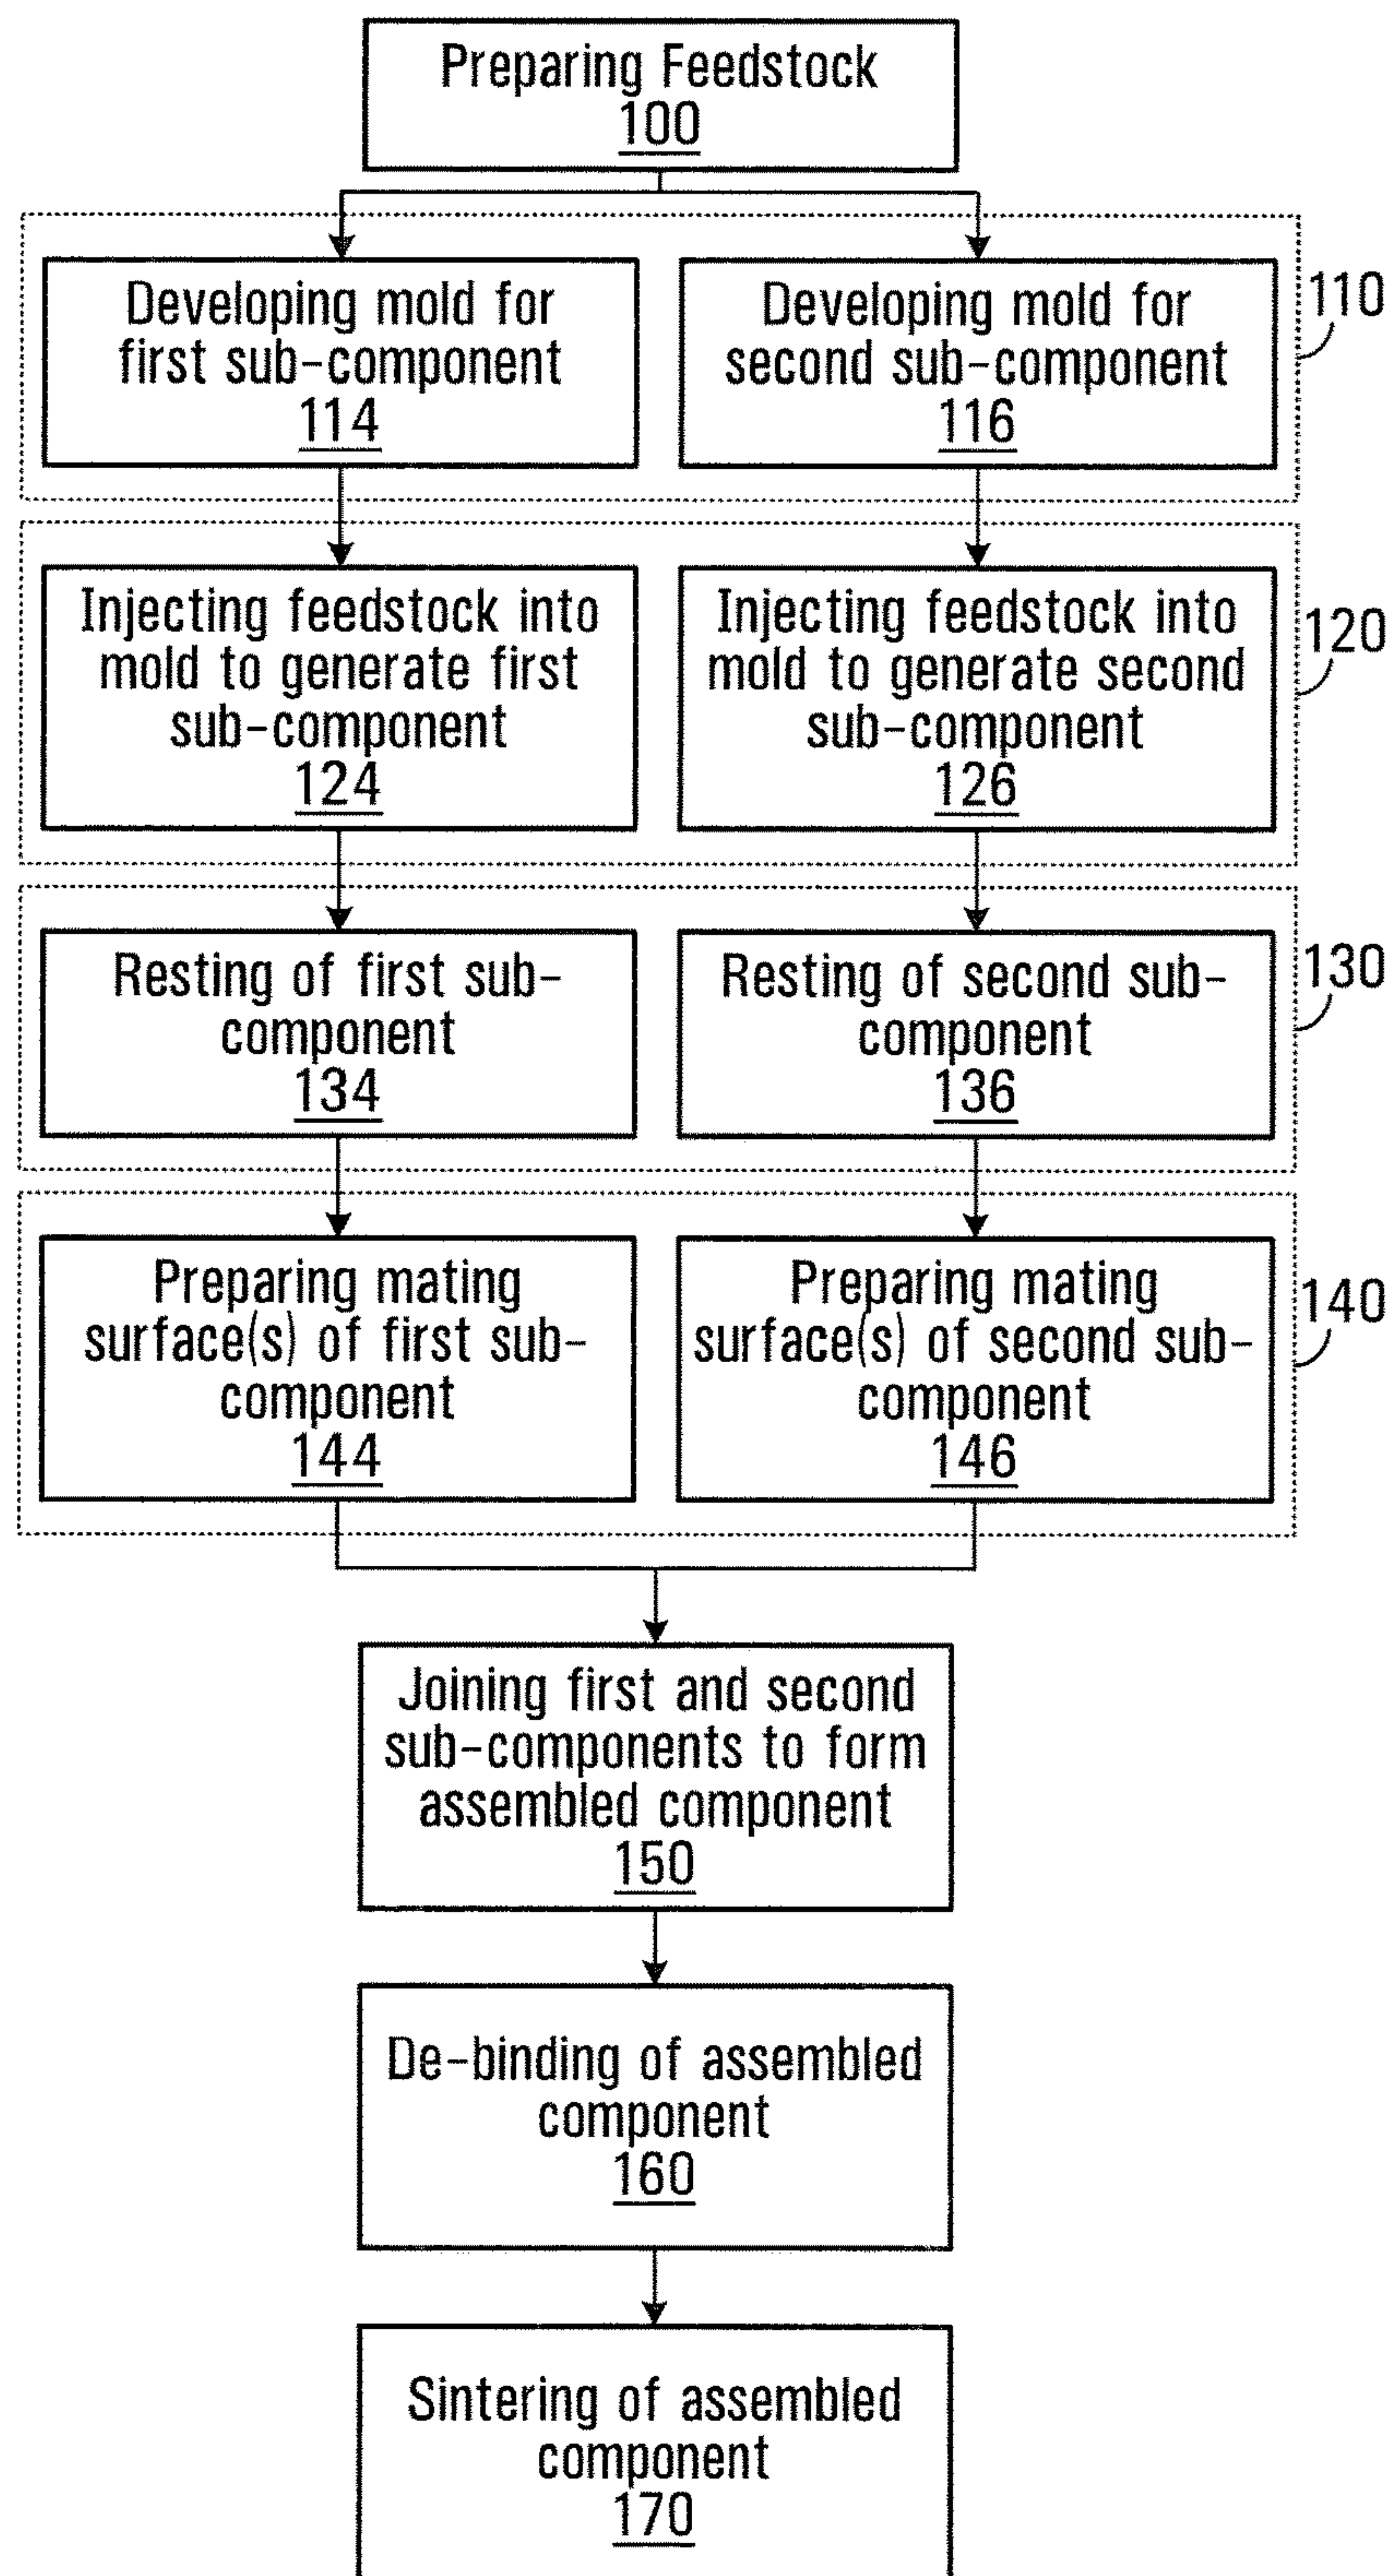 Preparing Feedstock
100
Developing mold for
first sub-component
114
Developing mold for
second sub-component
116
110
Injecting feedstock into
mold to generate first
sub-component
124
Injecting feedstock into
mold to generate second
sub-component
126
120
Resting of first sub-
component
134
Resting of second sub-
component
136
130
Preparing mating
surface(s) of first sub-
component
144
Preparing mating
surface(s) of second sub-
component
146
140
Joining first and second
sub-components to form
assembled component
150
De-binding of assembled
component
160
Sintering of assembled
component
170